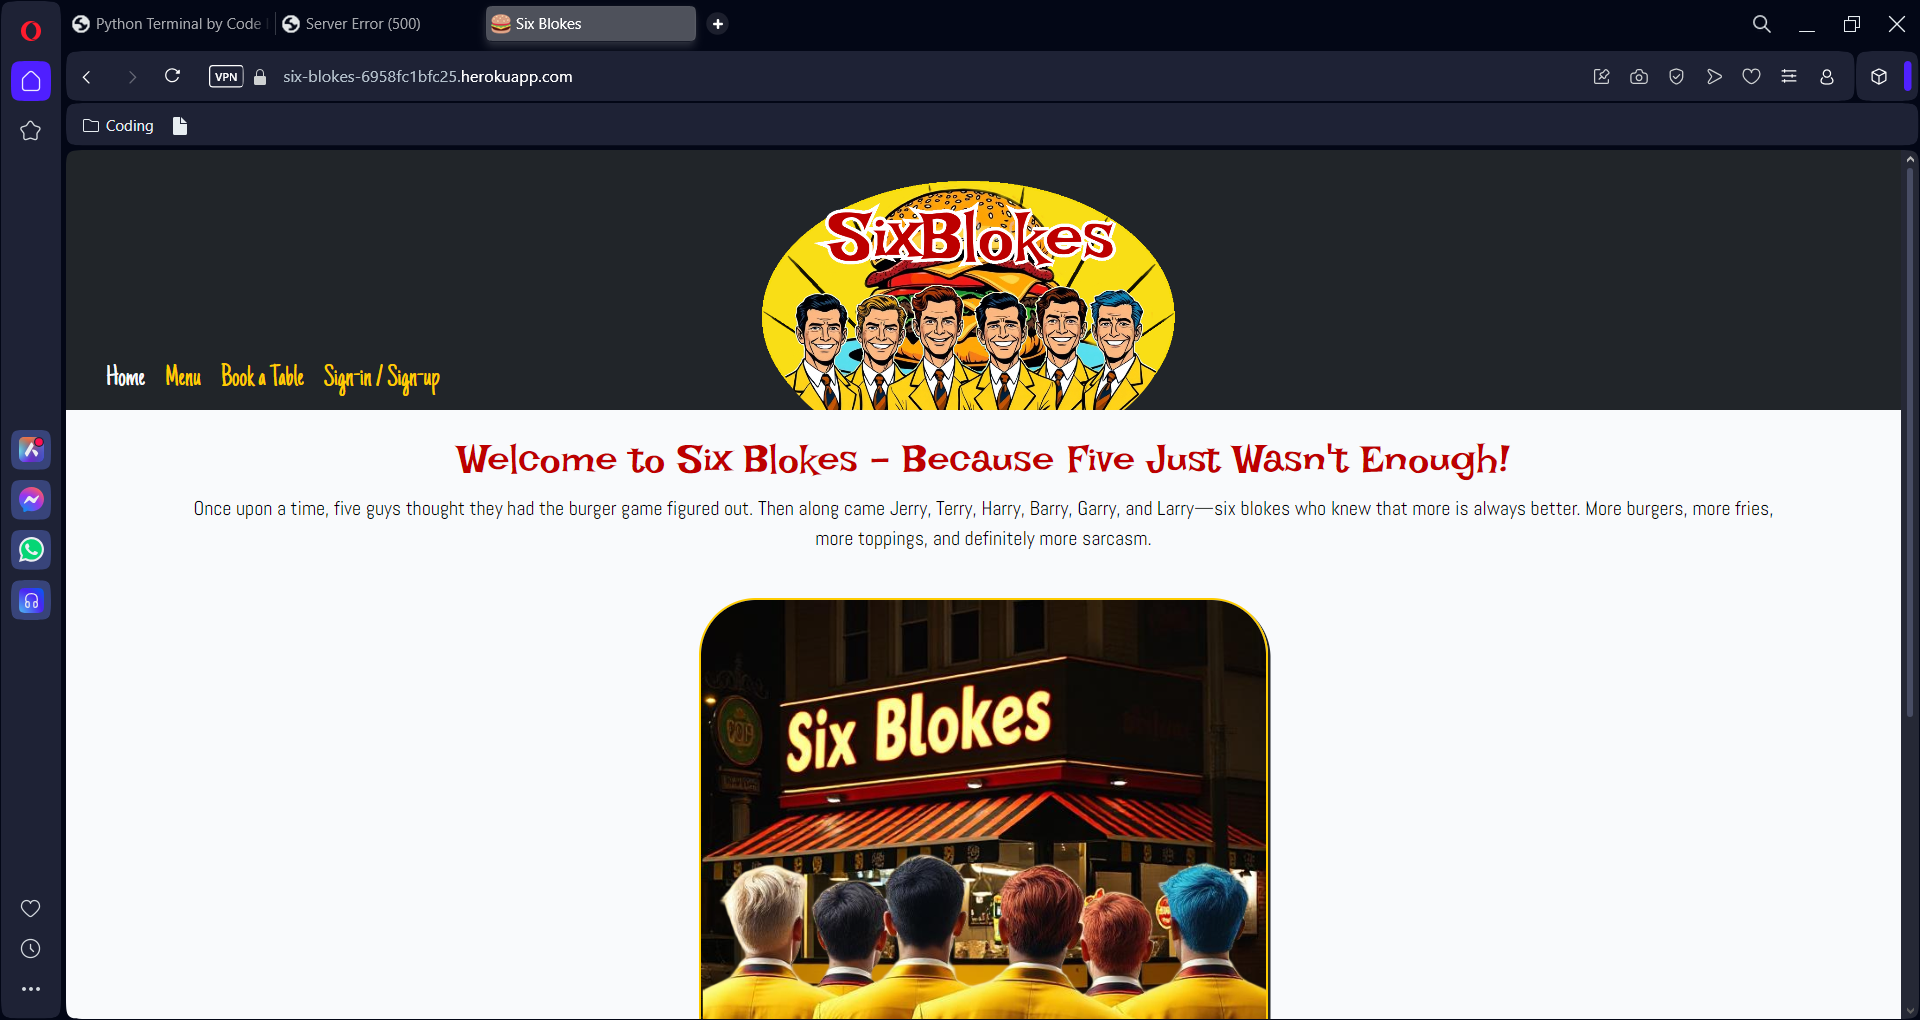 Python Terminal by Code
Server Error (500)
Six Blokes
VPN
six-blokes-6958fc1bfc25.herokuapp.com
Coding
SixBlokes
Home Menu Book a Table Sign-in / Sign-up
Welcome to Six Blokes – Because Five Just Wasn't Enough!
Once upon a time, five guys thought they had the burger game figured out. Then along came Jerry, Terry, Harry, Barry, Garry, and Larry—six blokes who knew that more is always better. More burgers, more fries,
more toppings, and definitely more sarcasm.
Six Blokes